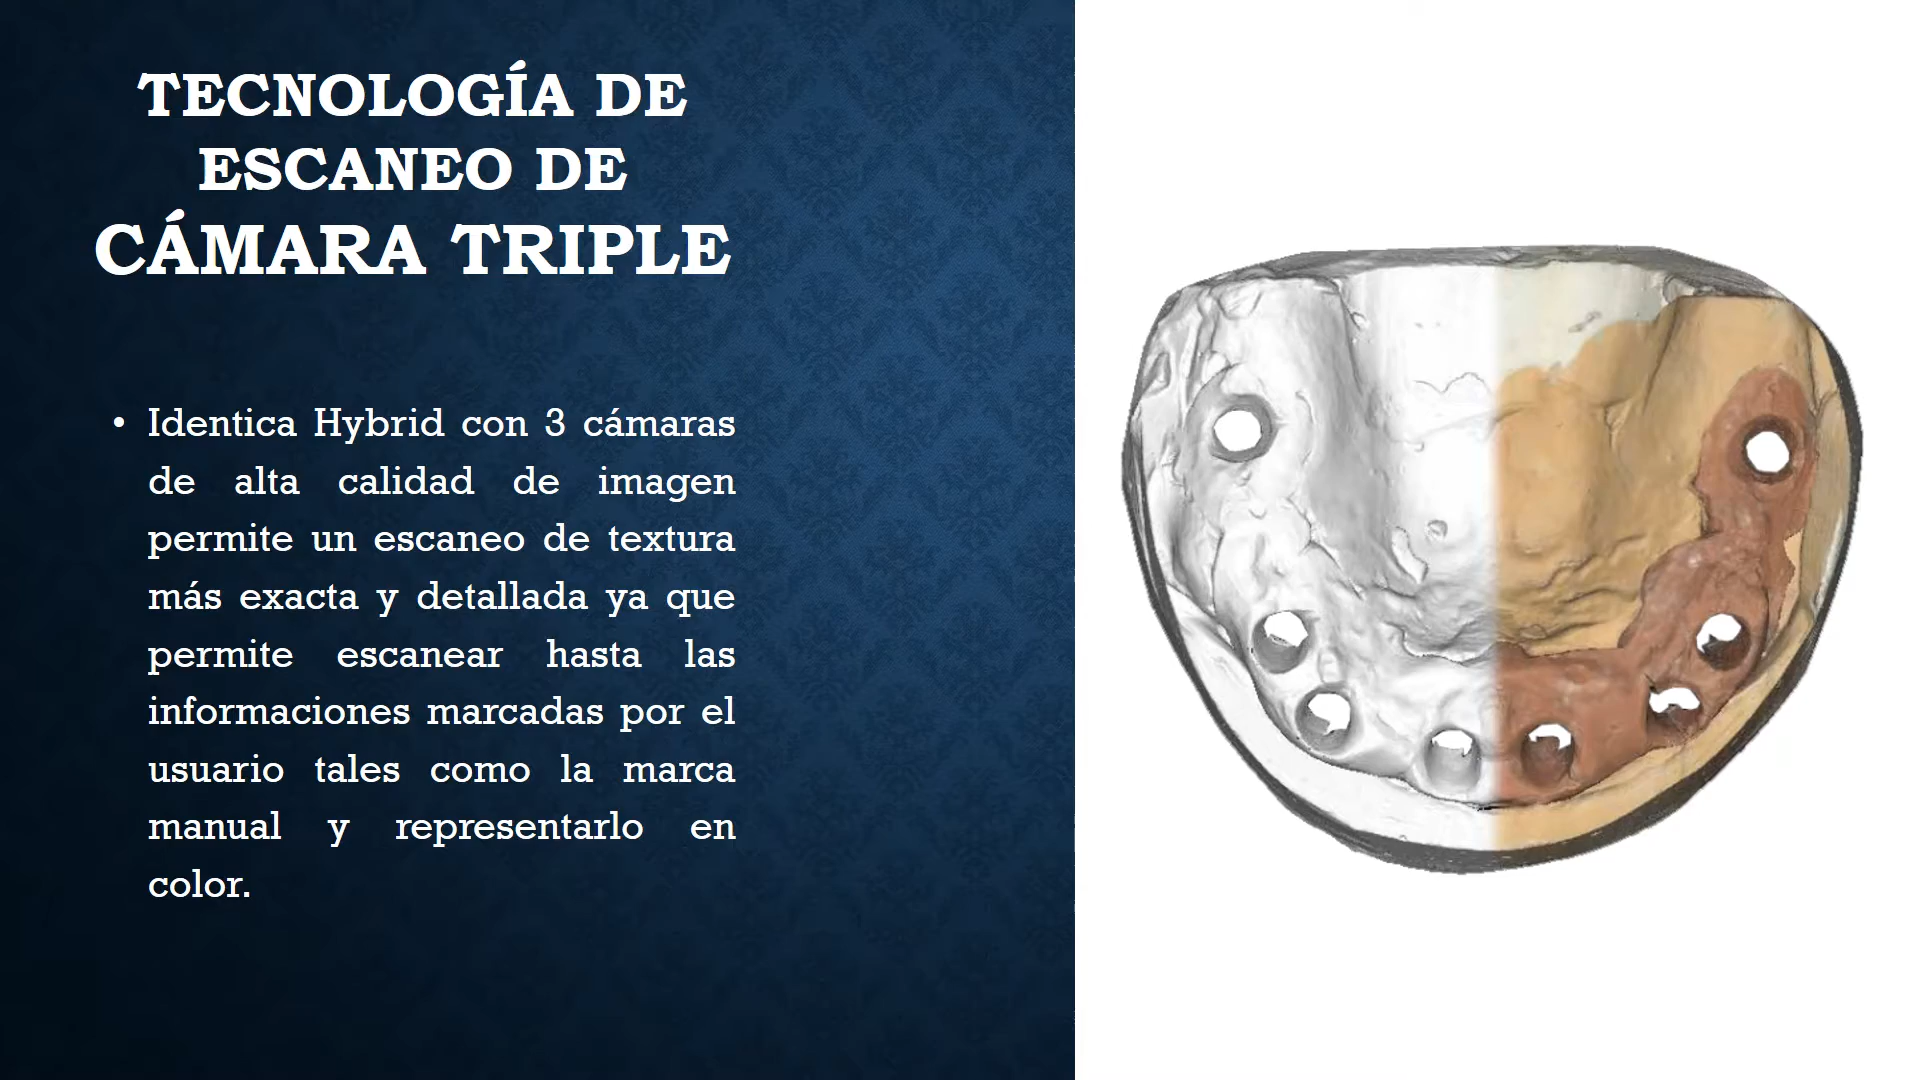 TECNOLOGÍA DE
ESCANEO DE
CÁMARA TRIPLE
• Identica Hybrid con 3 cámaras
de alta calidad de imagen
permite un escaneo de textura
más exacta y detallada ya que
permite escanear hasta las
informaciones marcadas por el
usuario tales como la marca
manual y representarlo en
color.